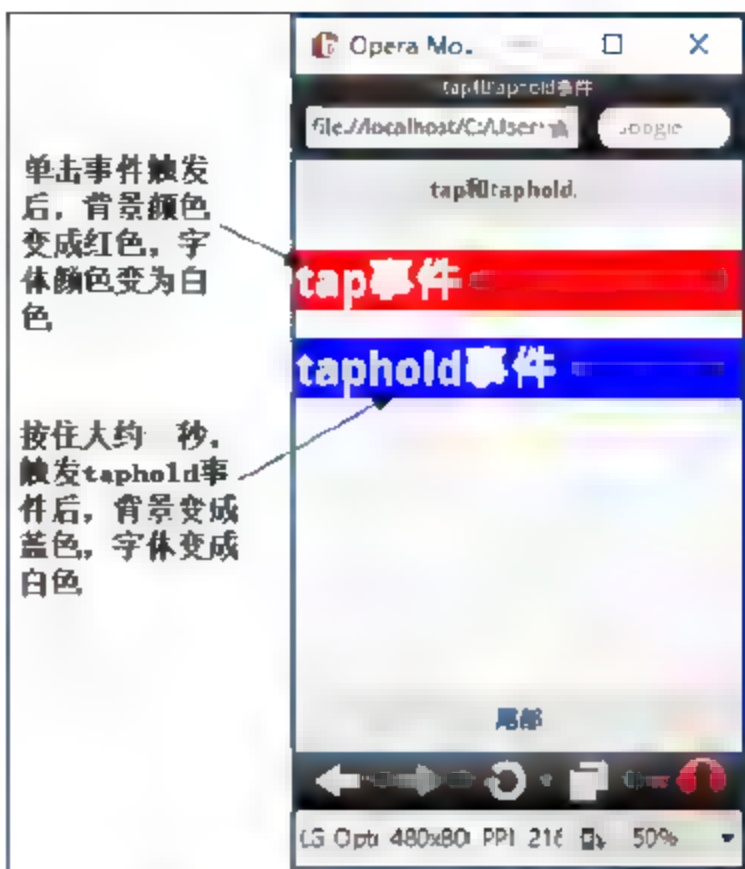 单击事件触发
后，背景颜色
变成红色，字
体颜色变为白
色
按住大约 秒，
触发taphold事
件后，背景变成
蓝色，字体变成
白色
Opera Mo.
tap和taphold事件
file://localhost/C:/User
Google
tap和taphold.
tap事件
taphold事件
尾部
LG Opti 480x80 PPI 216 50%